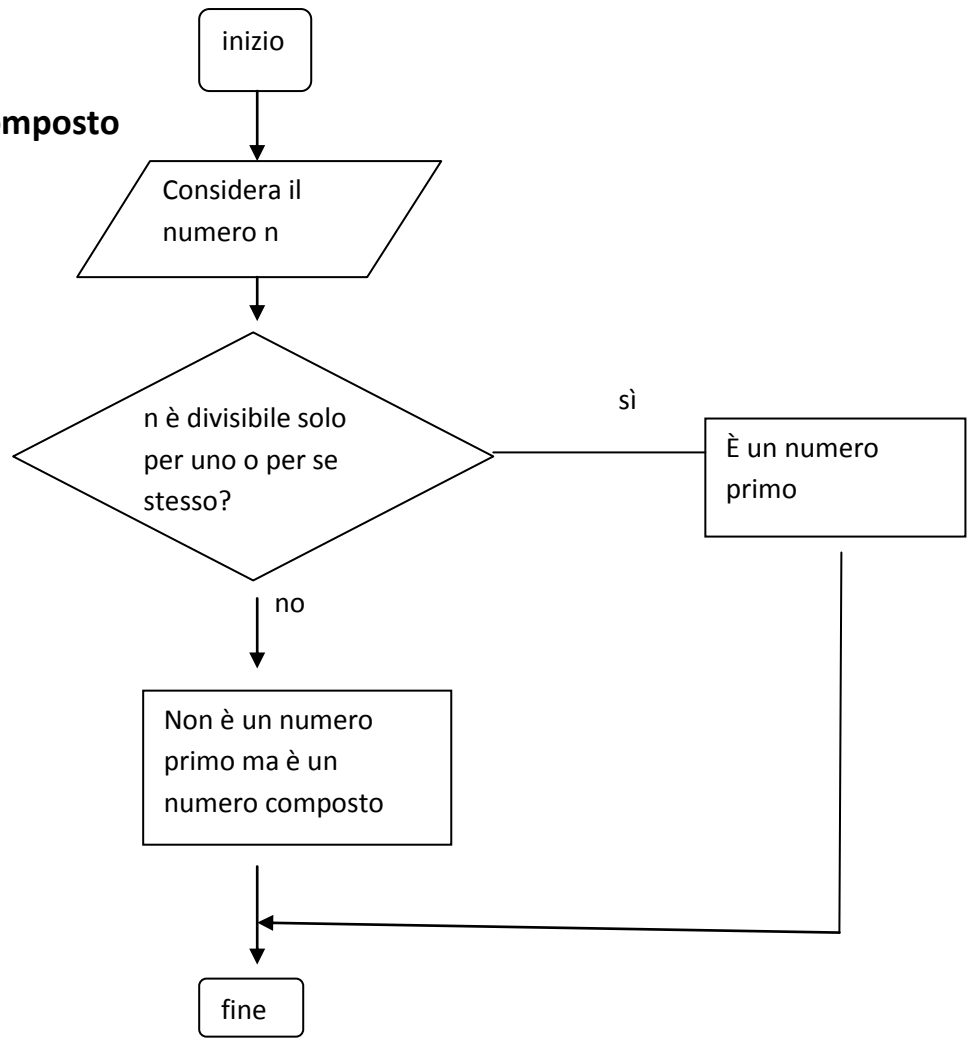 inizio
mposto
Considera il
numero n
n è divisibile solo
per uno o per se
stesso?
sì
È un numero
primo
no
Non è un numero
primo ma è un
numero composto
fine